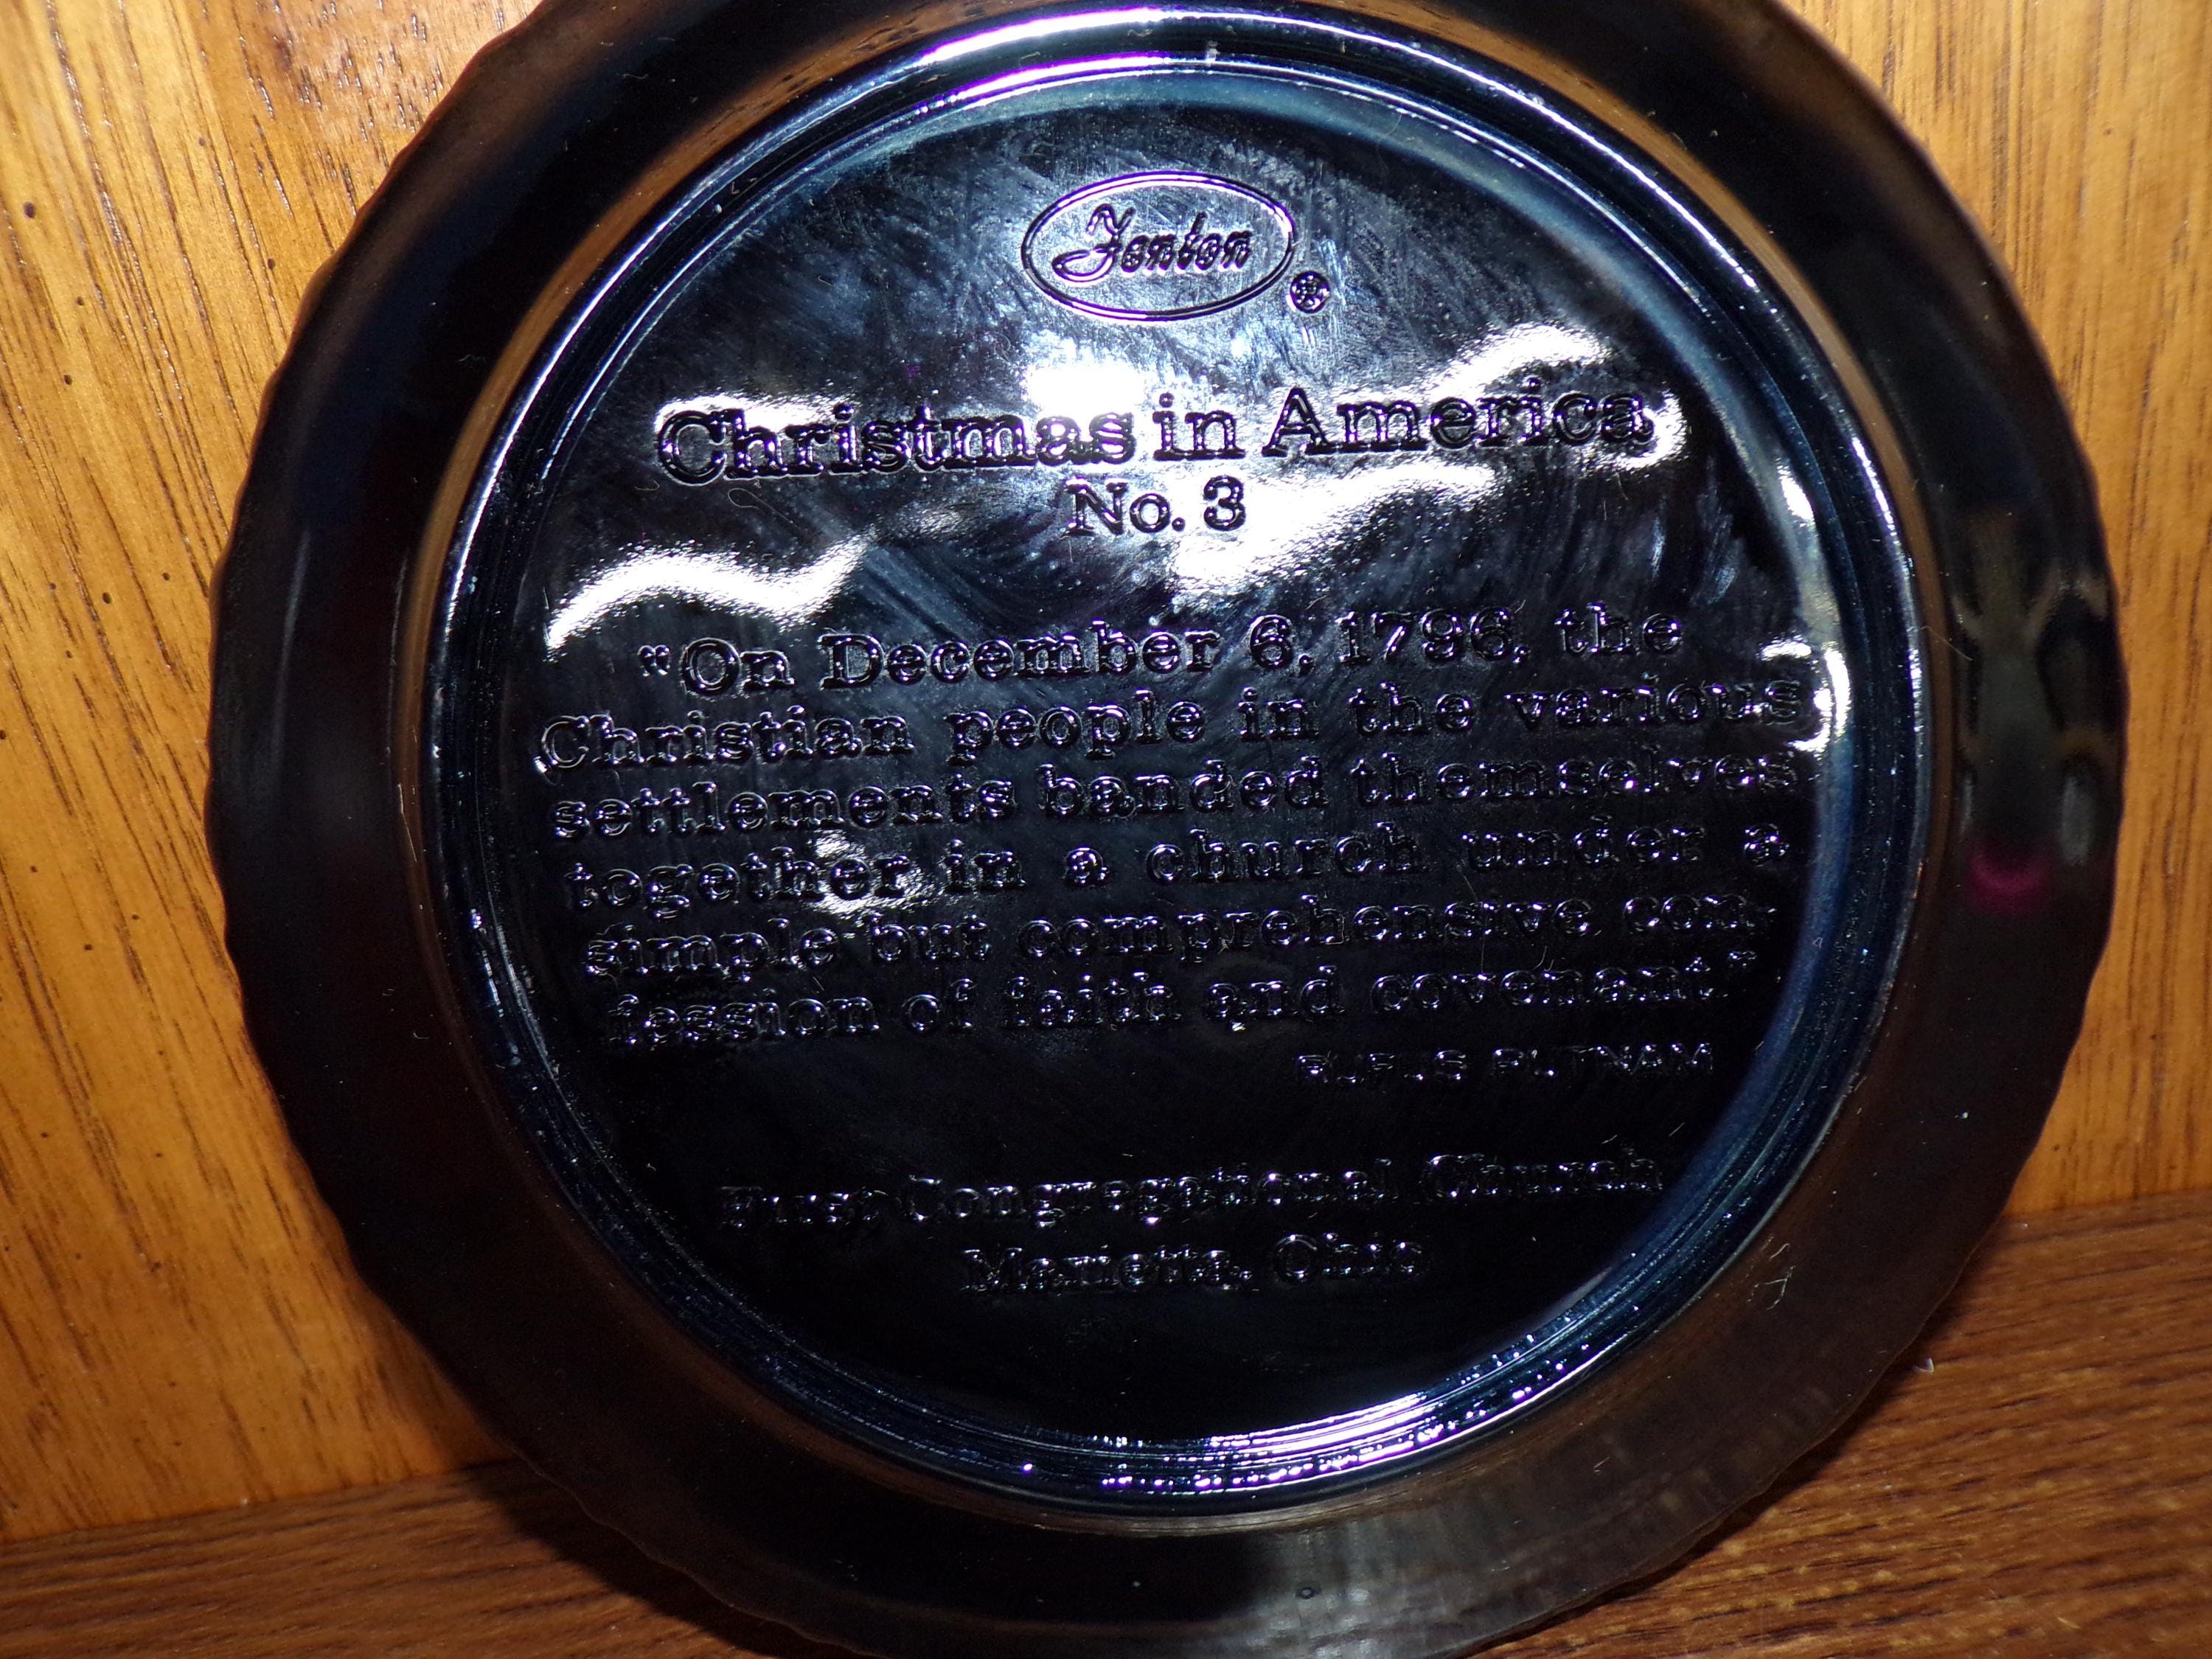 Fenton ®
Christmas in America
No. 3
"On December 6, 1796, the
Christian people in the various
settlements banded themselves
together in a church under a
simple but comprehensive con-
fession of faith and covenant"
RUFUS PUTNAM
First Congregational Church
Marietta, Ohio